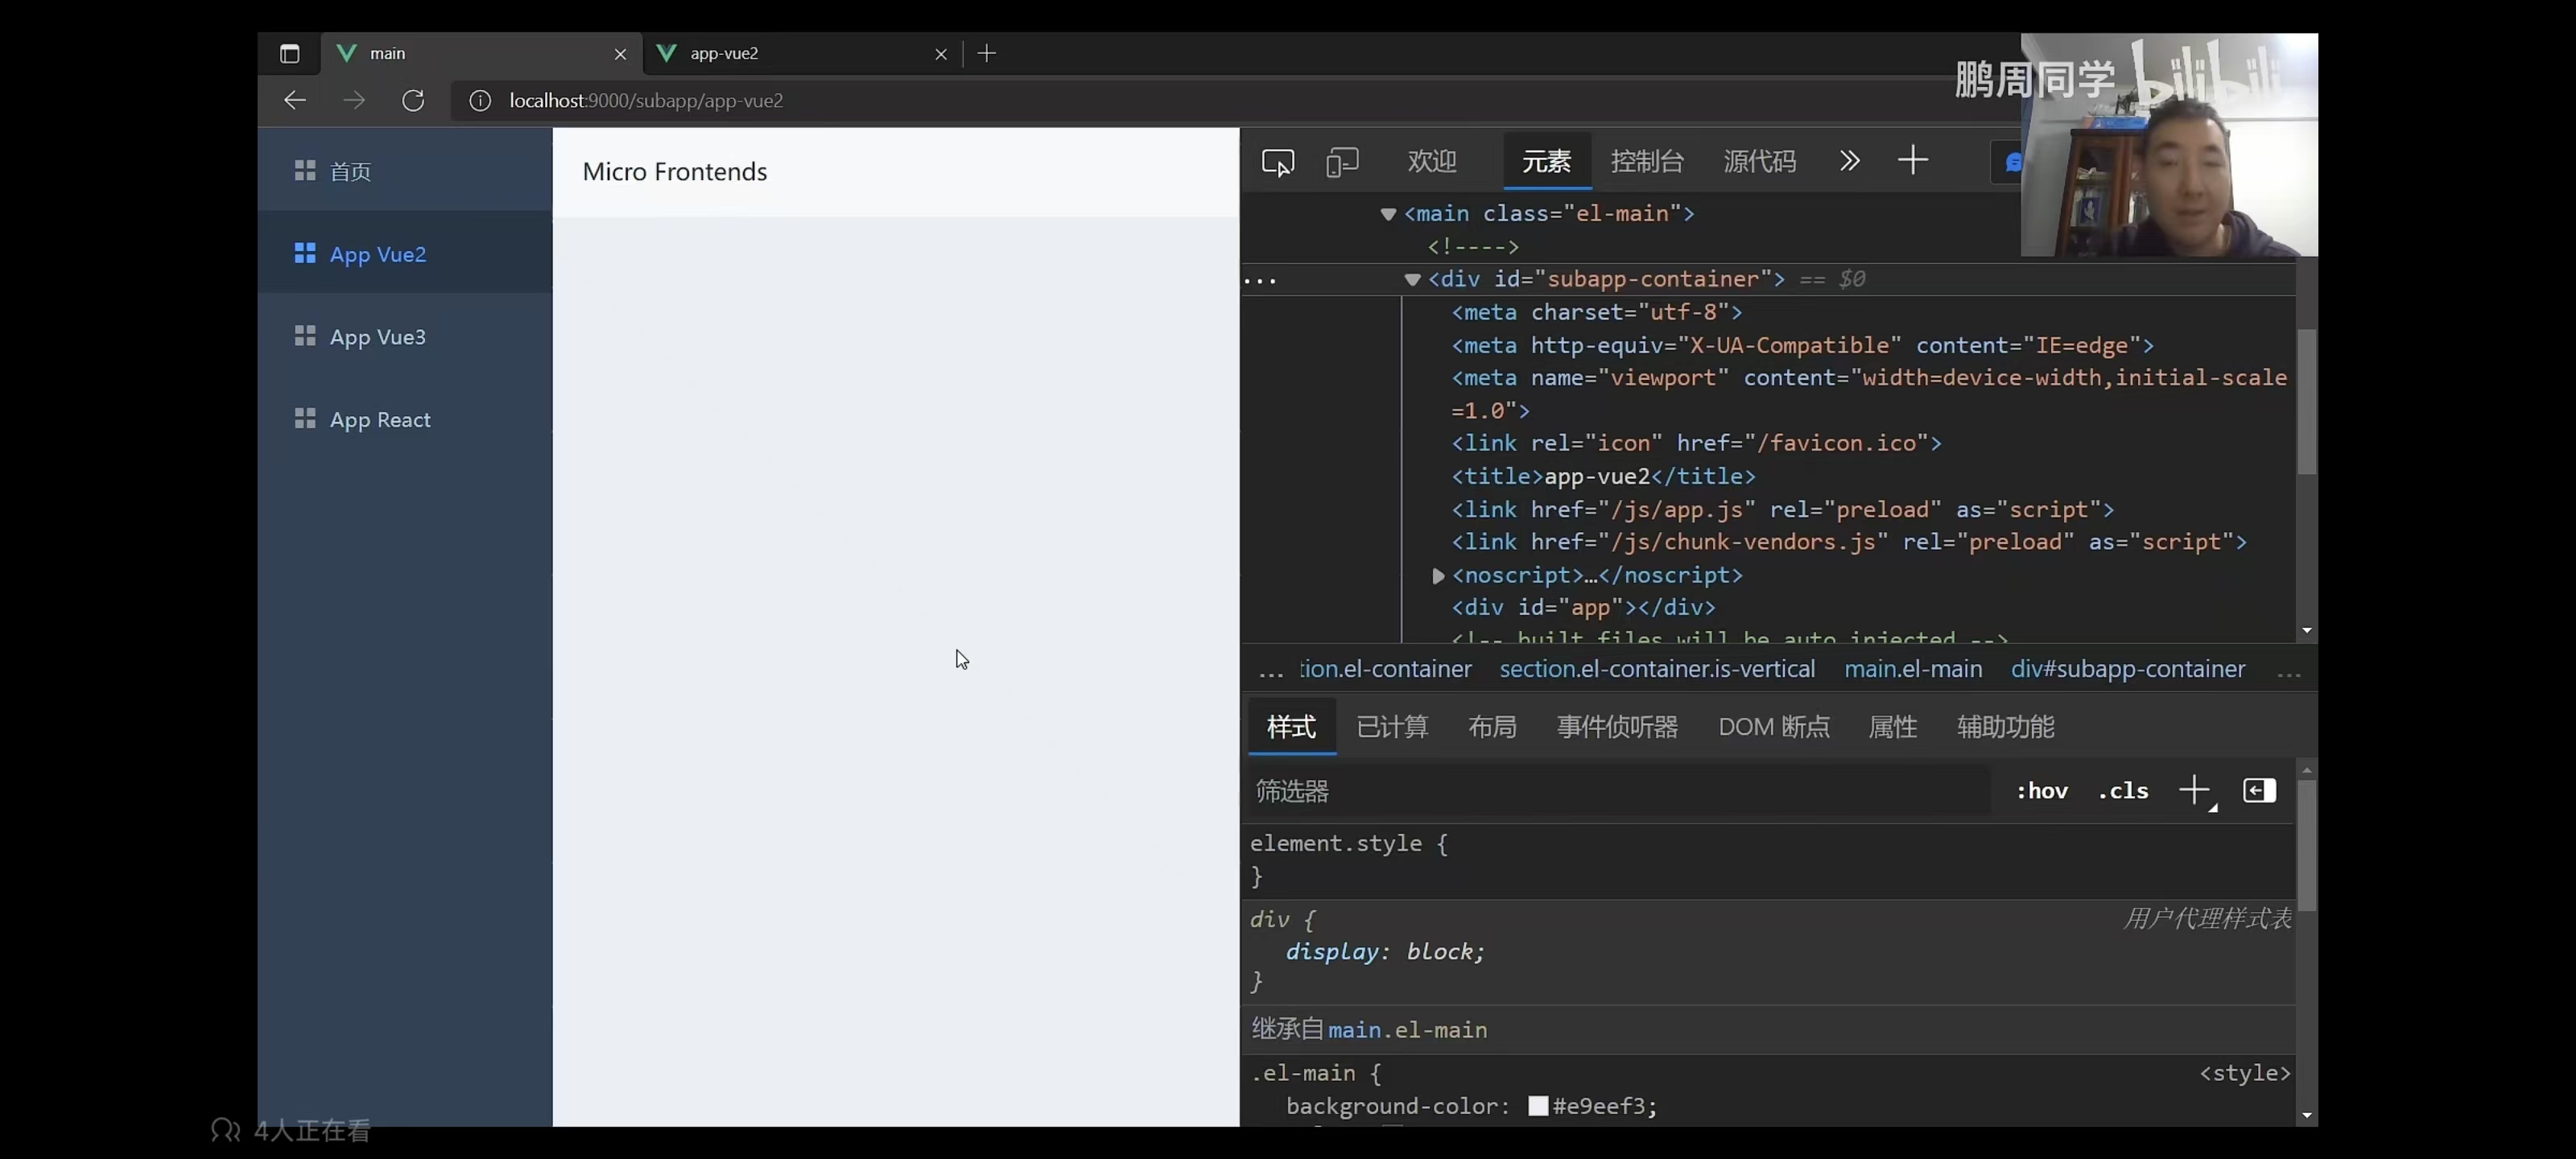 main
app-vue2
localhost:9000/subapp/app-vue2
鹏周同学
bilibili
首页
App Vue2
App Vue3
App React
Micro Frontends
欢迎
元素
控制台
源代码
<main class="el-main">
<!---->
... <div id="subapp-container"> == $0
<meta charset="utf-8">
<meta http-equiv="X-UA-Compatible" content="IE=edge">
<meta name="viewport" content="width=device-width,initial-scale
=1.0">
<link rel="icon" href="/favicon.ico">
<title>app-vue2</title>
<link href="/js/app.js" rel="preload" as="script">
<link href="/js/chunk-vendors.js" rel="preload" as="script">
<noscript>…</noscript>
<div id="app"></div>
<!-- built files will be auto injected -->
... tion.el-container section.el-container.is-vertical main.el-main div#subapp-container ...
样式 已计算 布局 事件侦听器 DOM 断点 属性 辅助功能
筛选器 :hov .cls
element.style {
}
div { 用户代理样式表
display: block;
}
继承自 main.el-main
.el-main { <style>
background-color: #e9eef3;
4人正在看